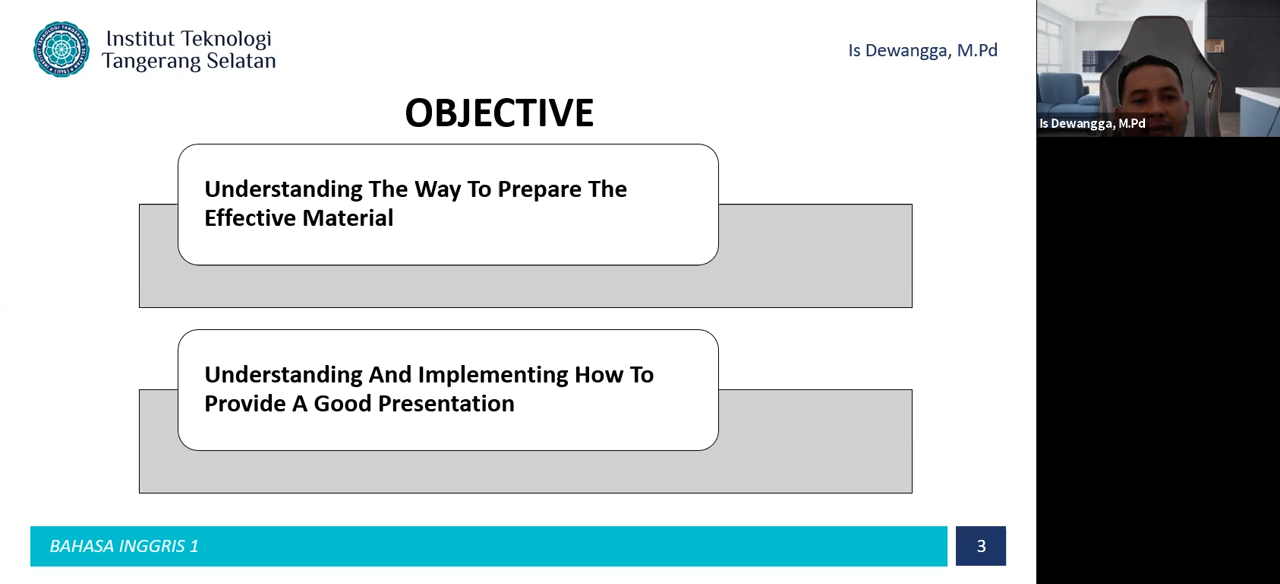 Institut Teknologi
Tangerang Selatan
Is Dewangga, M.Pd
Is Dewangga, M.Pd
OBJECTIVE
Understanding The Way To Prepare The
Effective Material
Understanding And Implementing How To
Provide A Good Presentation
BAHASA INGGRIS 1
3